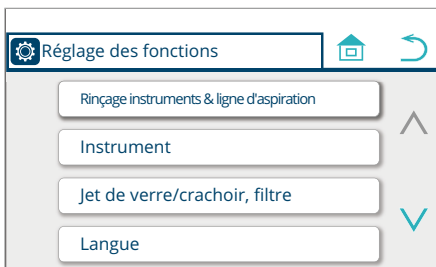 Réglage des fonctions
Rinçage instruments & ligne d'aspiration
Instrument
Jet de verre/crachoir, filtre
Langue